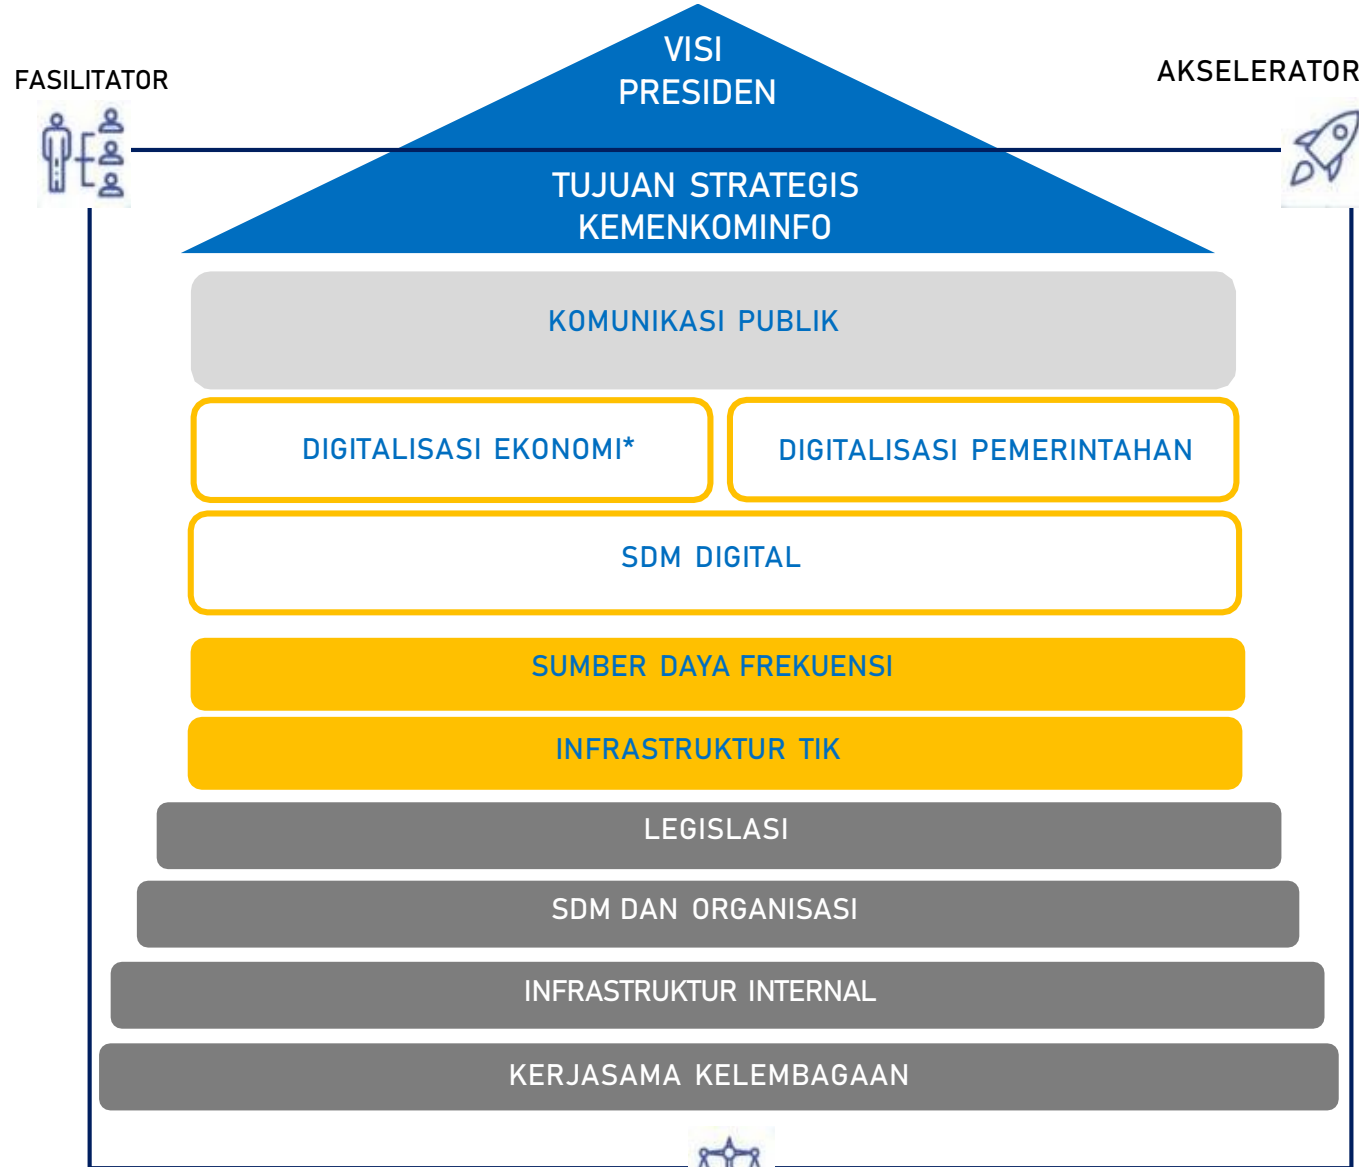 VISI
PRESIDEN
FASILITATOR
AKSELERATOR
TUJUAN STRATEGIS
KEMENKOMINFO
KOMUNIKASI PUBLIK
DIGITALISASI EKONOMI*
DIGITALISASI PEMERINTAHAN
SDM DIGITAL
SUMBER DAYA FREKUENSI
INFRASTRUKTUR TIK
LEGISLASI
SDM DAN ORGANISASI
INFRASTRUKTUR INTERNAL
KERJASAMA KELEMBAGAAN